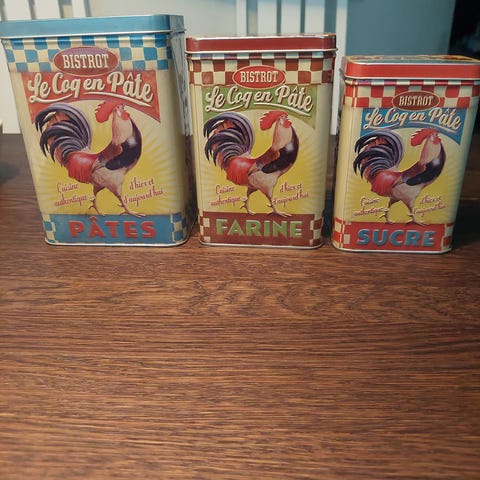 BISTROT
Le Coq en Pâte
Cuisine
authentique
d'hier et
d'aujourd'hui
PÂTES
BISTROT
Le Coq en Pâte
Cuisine
authentique
d'hier et
d'aujourd'hui
FARINE
BISTROT
Le Coq en Pâte
Cuisine
authentique
d'hier et
d'aujourd'hui
SUCRE